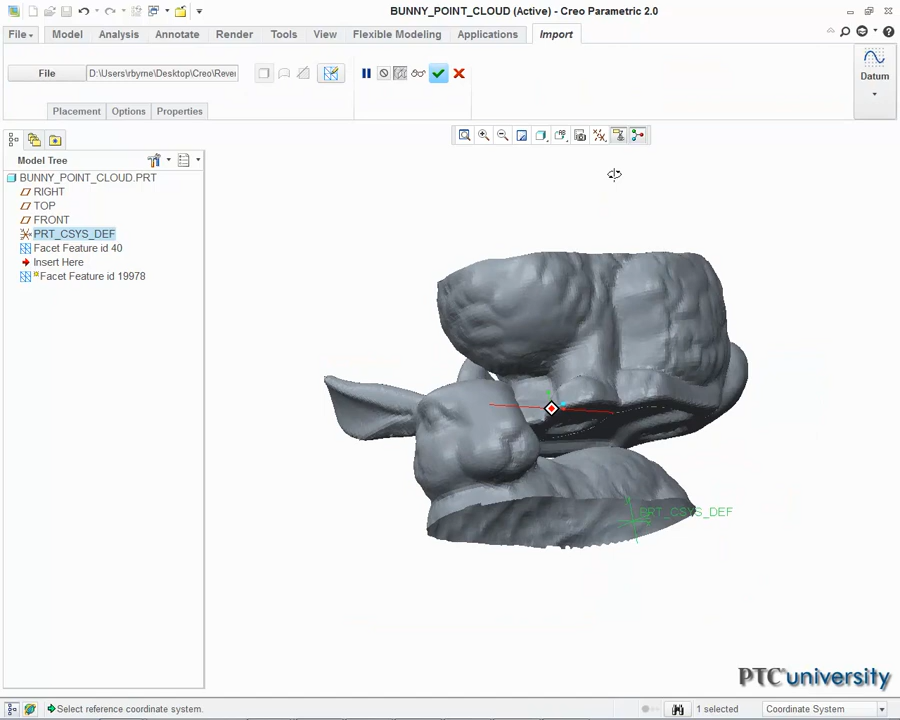 BUNNY_POINT_CLOUD (Active) - Creo Parametric 2.0
File Model Analysis Annotate Render Tools View Flexible Modeling Applications Import
File D:\Users\rbyrne\Desktop\Creo\Rever
Datum
Placement Options Properties
Model Tree
BUNNY_POINT_CLOUD.PRT
RIGHT
TOP
FRONT
PRT_CSYS_DEF
Facet Feature id 40
Insert Here
Facet Feature id 19978
PRT_CSYS_DEF
PTC university
Select reference coordinate system.
1 selected
Coordinate System